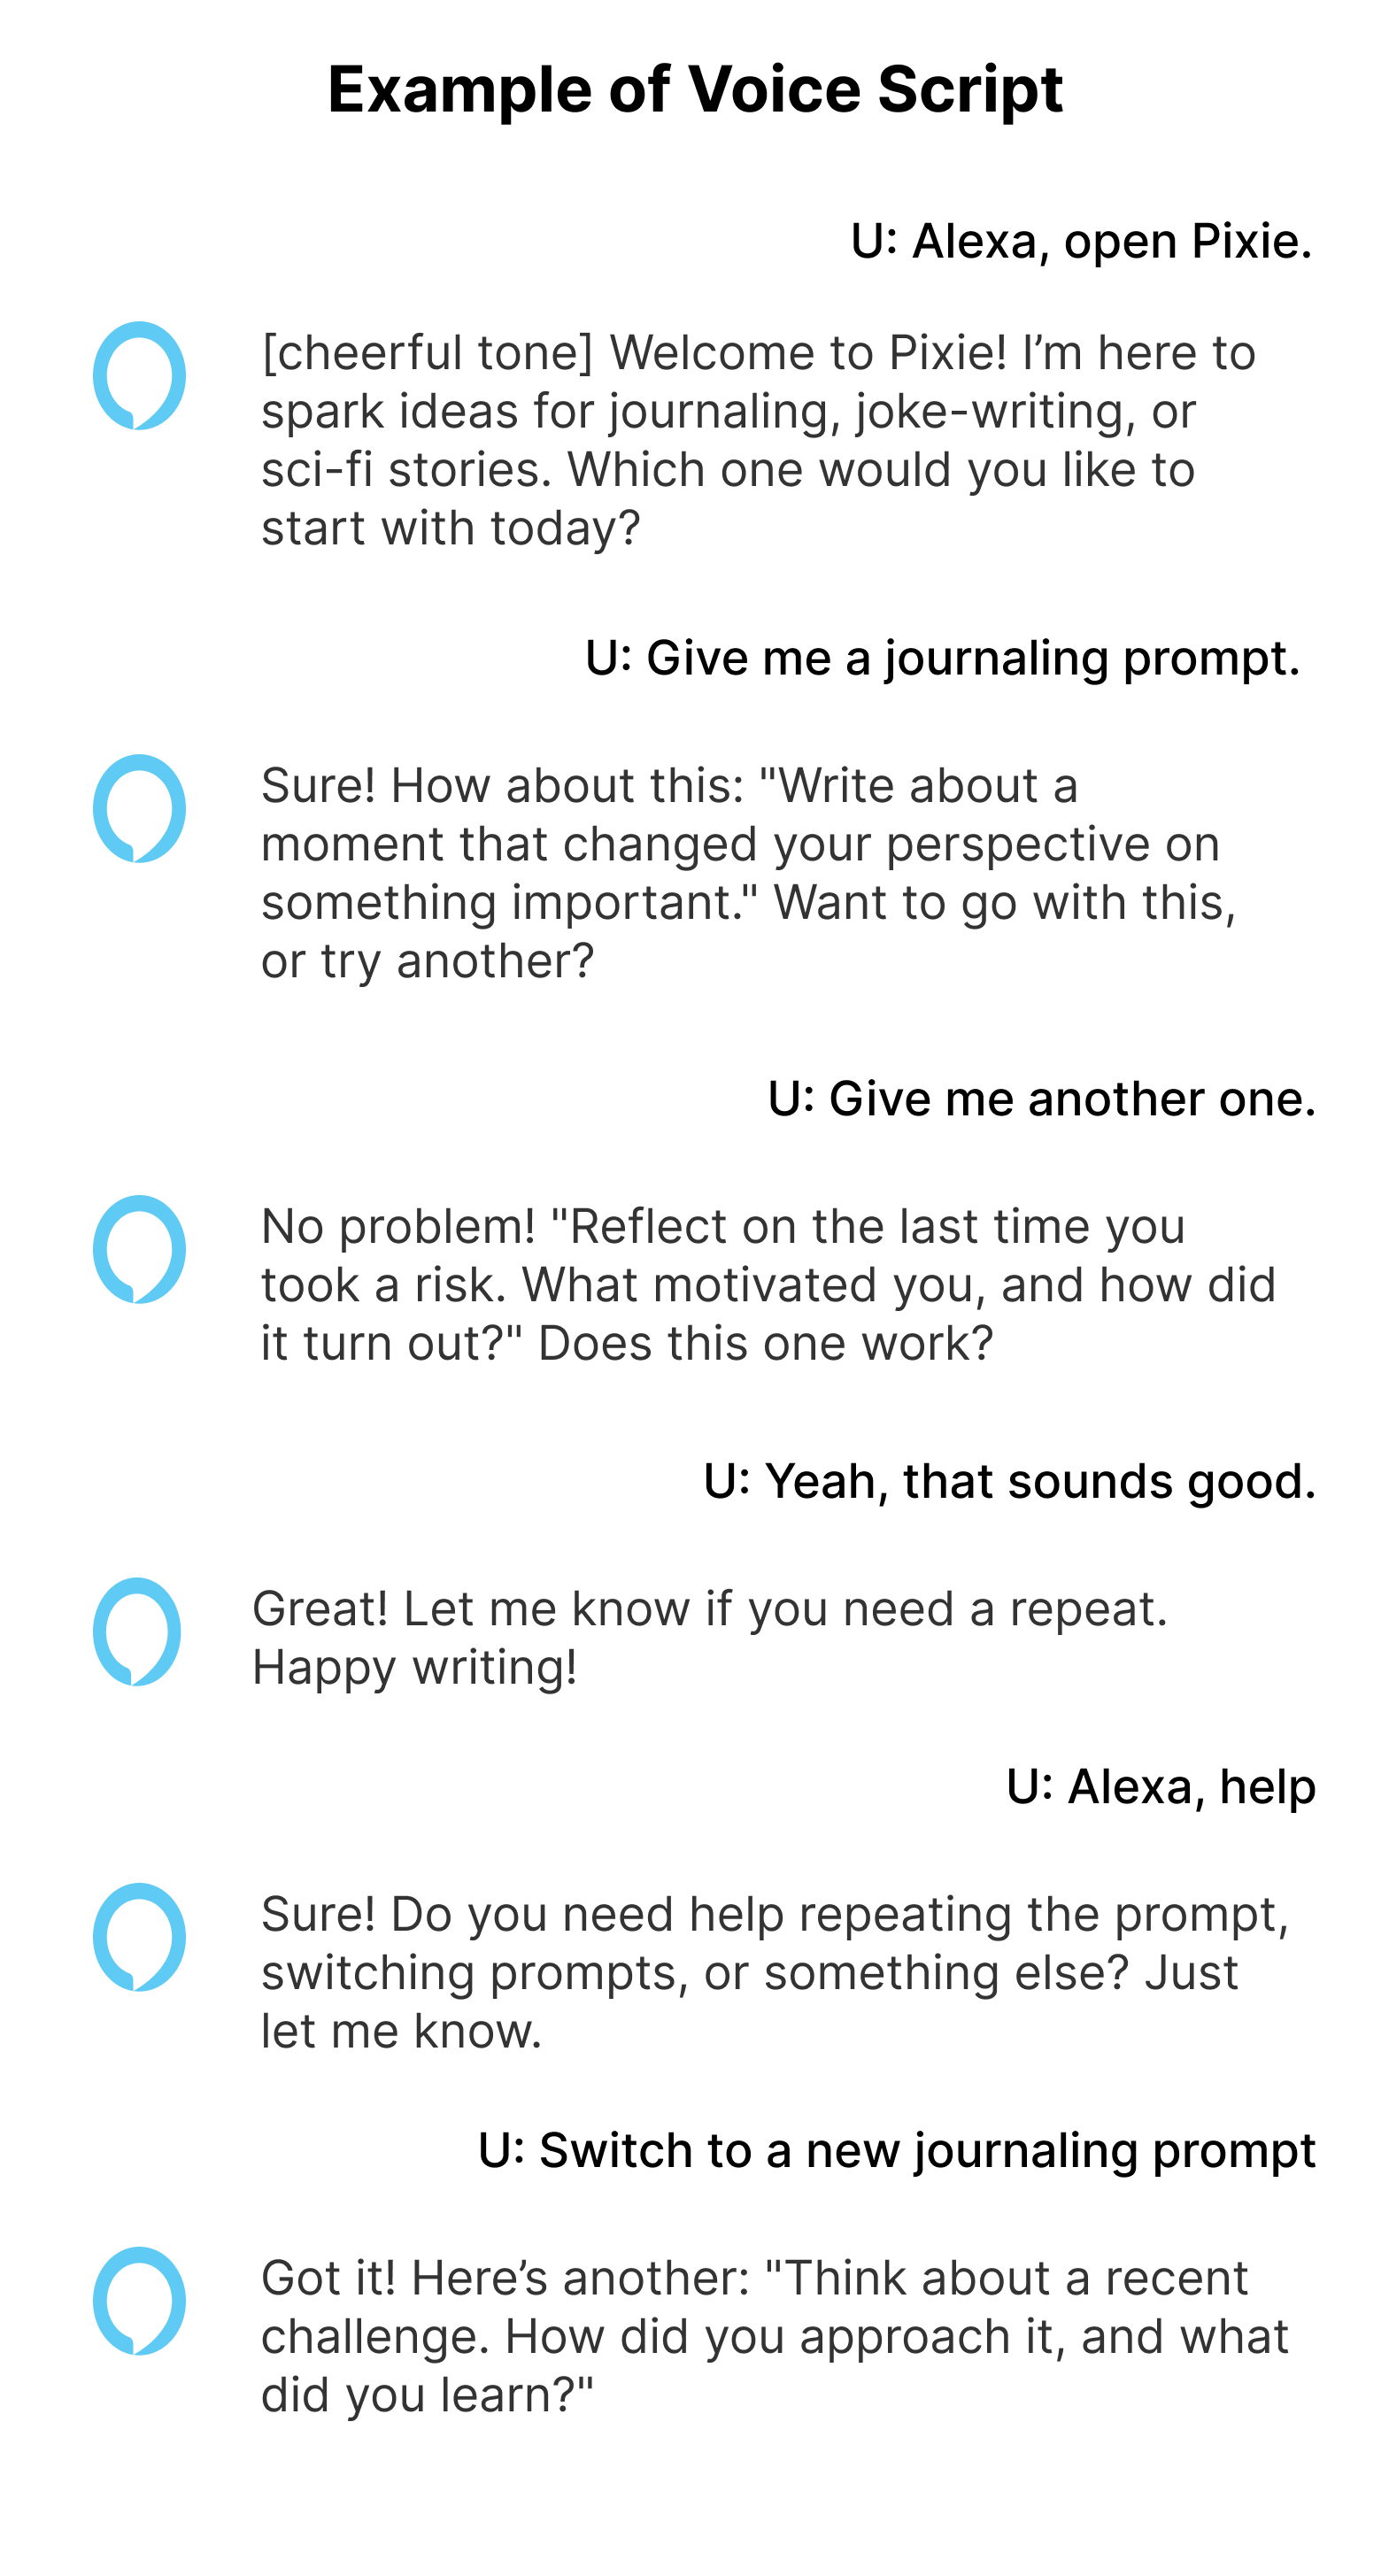 Example of Voice Script
U: Alexa, open Pixie.
[cheerful tone] Welcome to Pixie! I’m here to
spark ideas for journaling, joke-writing, or
sci-fi stories. Which one would you like to
start with today?
U: Give me a journaling prompt.
Sure! How about this: "Write about a
moment that changed your perspective on
something important." Want to go with this,
or try another?
U: Give me another one.
No problem! "Reflect on the last time you
took a risk. What motivated you, and how did
it turn out?" Does this one work?
U: Yeah, that sounds good.
Great! Let me know if you need a repeat.
Happy writing!
U: Alexa, help
Sure! Do you need help repeating the prompt,
switching prompts, or something else? Just
let me know.
U: Switch to a new journaling prompt
Got it! Here’s another: "Think about a recent
challenge. How did you approach it, and what
did you learn?"